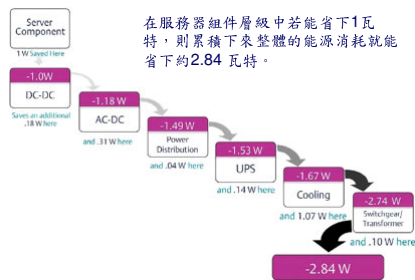 在服務器組件層級中若能省下1瓦
特，則累積下來整體的能源消耗就能
省下約2.84 瓦特。
Server
Component
1 W Saved Here
-1.0W
DC-DC
Saves an additional
.18 W here
-1.18 W
AC-DC
and .31 W here
-1.49 W
Power
Distribution
and .04 W here
-1.53 W
UPS
and .14 W here
-1.67 W
Cooling
and 1.07 W here
-2.74 W
Switchgear/
Transformer
and .10 W here
-2.84 W